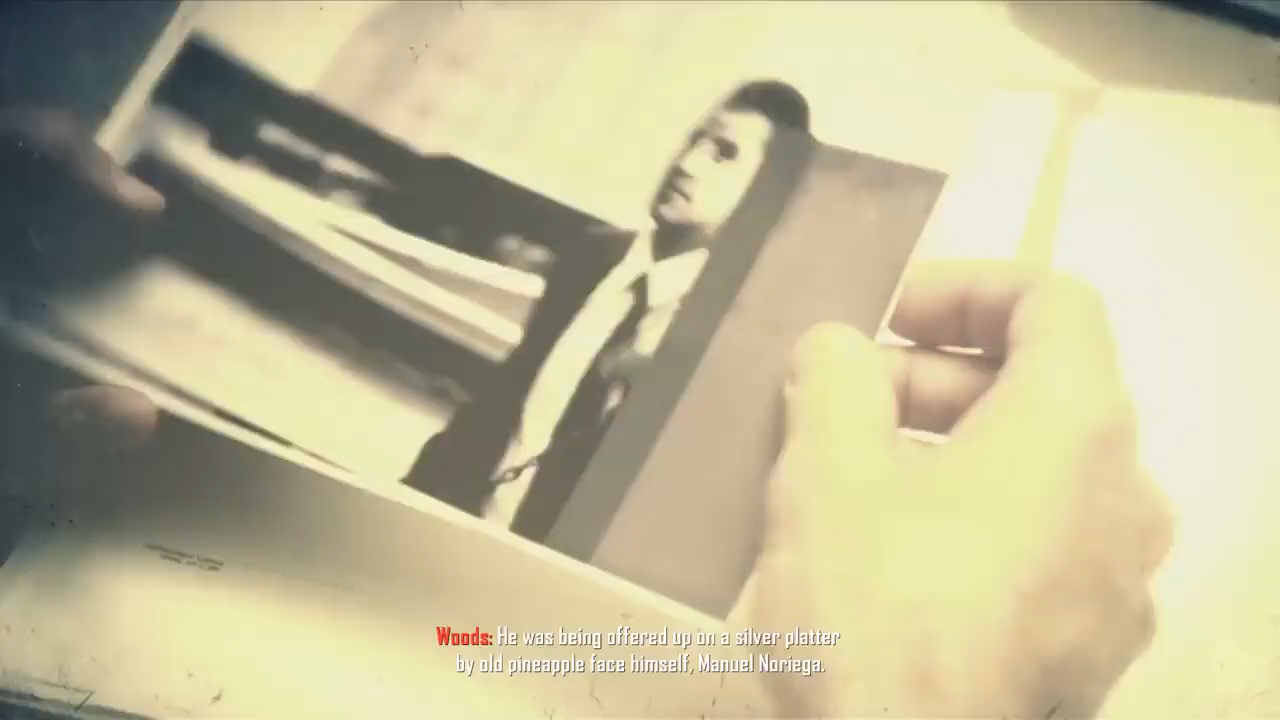 Woods: He was being offered up on a silver platter
by old pineapple face himself, Manuel Noriega.